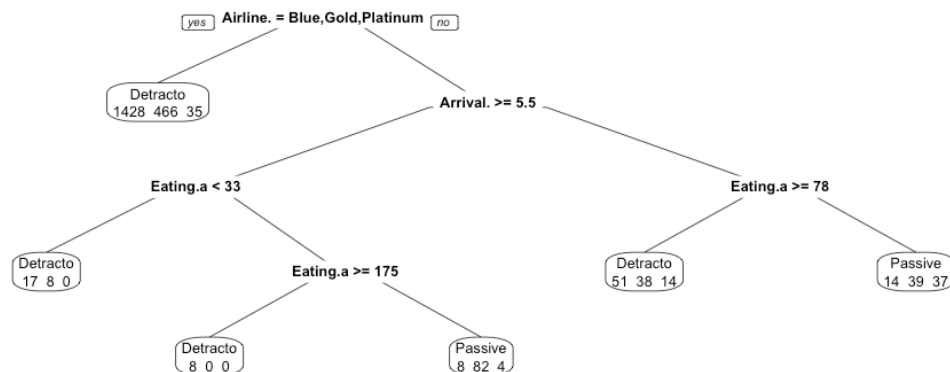 yes Airline. = Blue,Gold,Platinum no
Detracto
1428 466 35
Arrival. >= 5.5
Eating.a < 33
Eating.a >= 78
Detracto
17 8 0
Eating.a >= 175
Detracto
51 38 14
Passive
14 39 37
Detracto
8 0 0
Passive
8 82 4